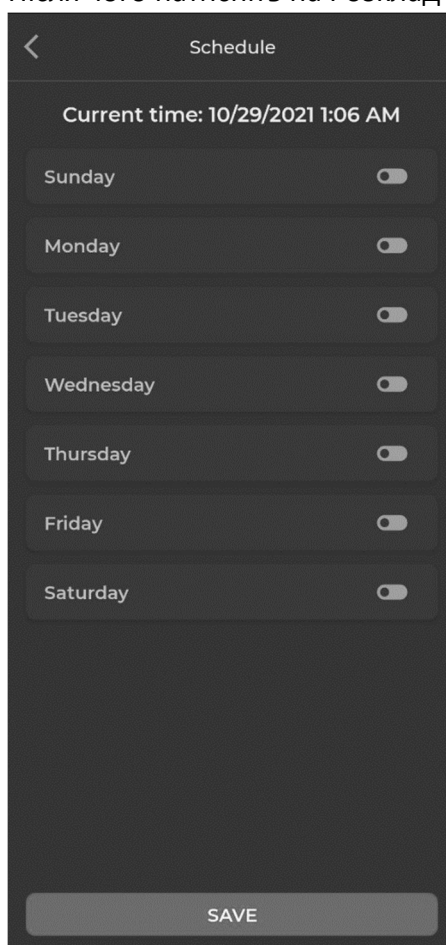 Schedule
Current time: 10/29/2021 1:06 AM
Sunday
Monday
Tuesday
Wednesday
Thursday
Friday
Saturday
SAVE